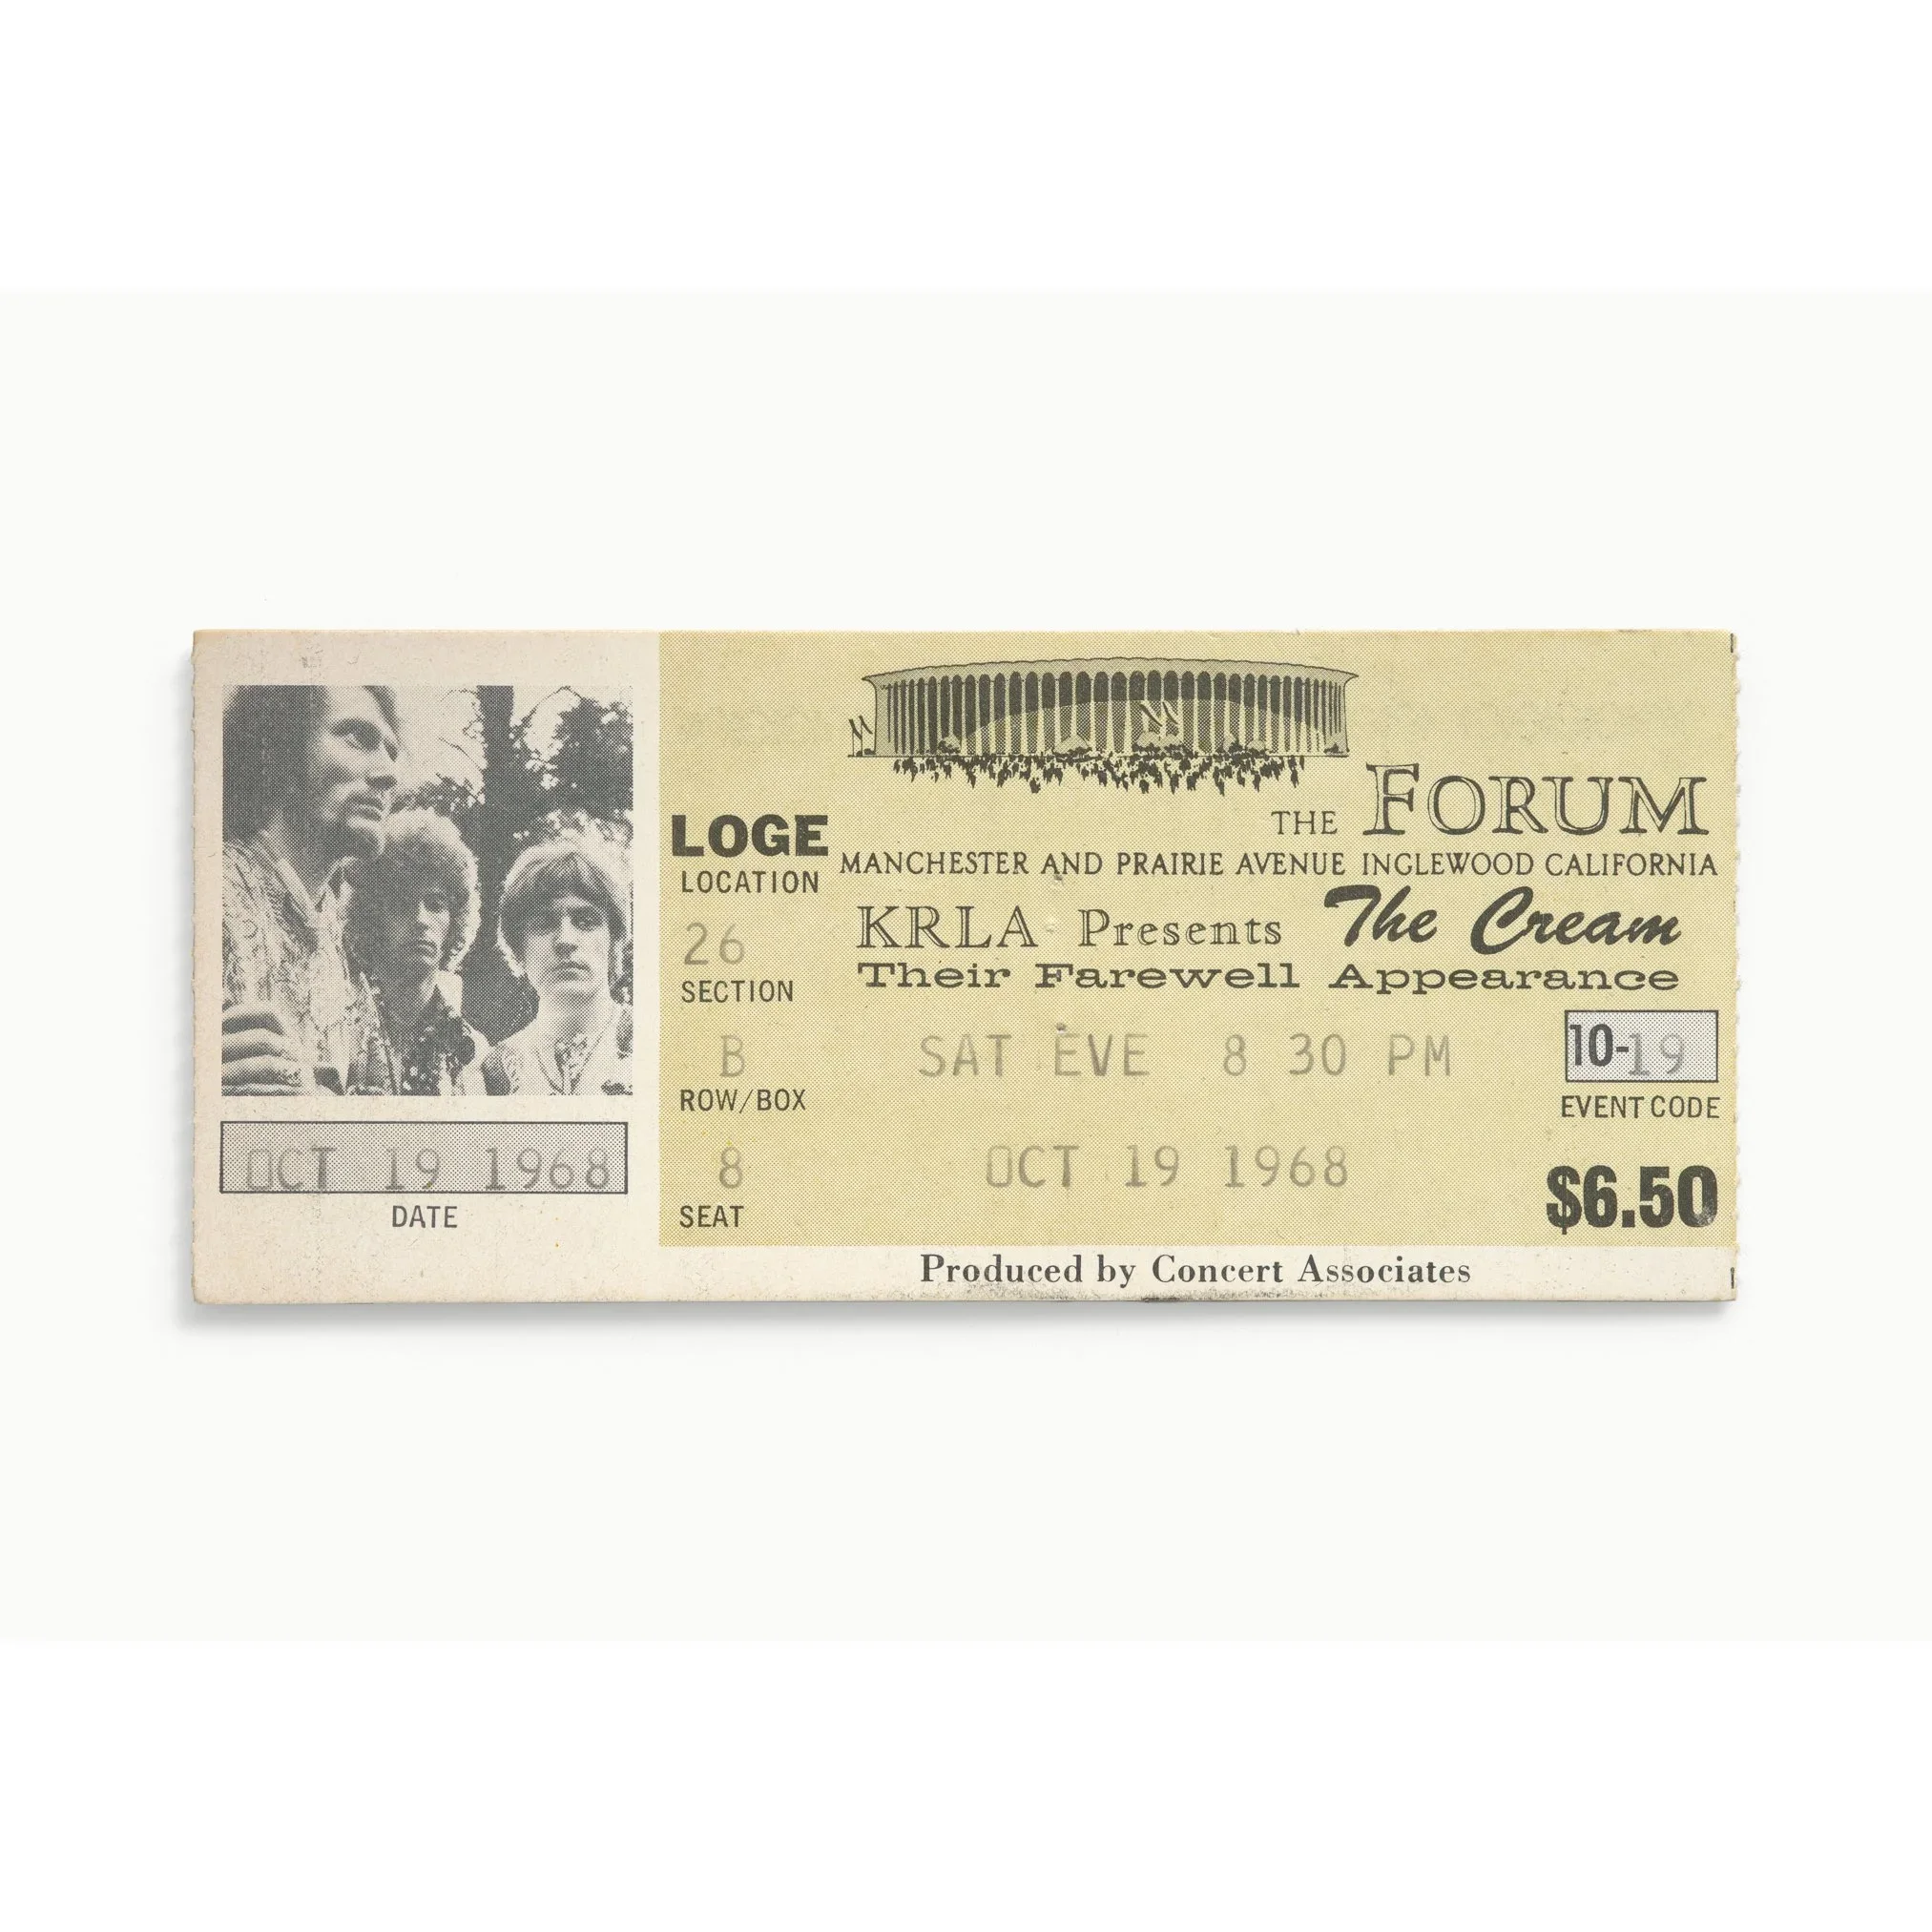 THE FORUM
MANCHESTER AND PRAIRIE AVENUE INGLEWOOD CALIFORNIA
KRLA Presents The Cream
Their Farewell Appearance
LOGE
LOCATION
26
SECTION
B
ROW/BOX
8
SEAT
SAT EVE 8 30 PM
OCT 19 1968
10-19
EVENT CODE
$6.50
Produced by Concert Associates
OCT 19 1968
DATE